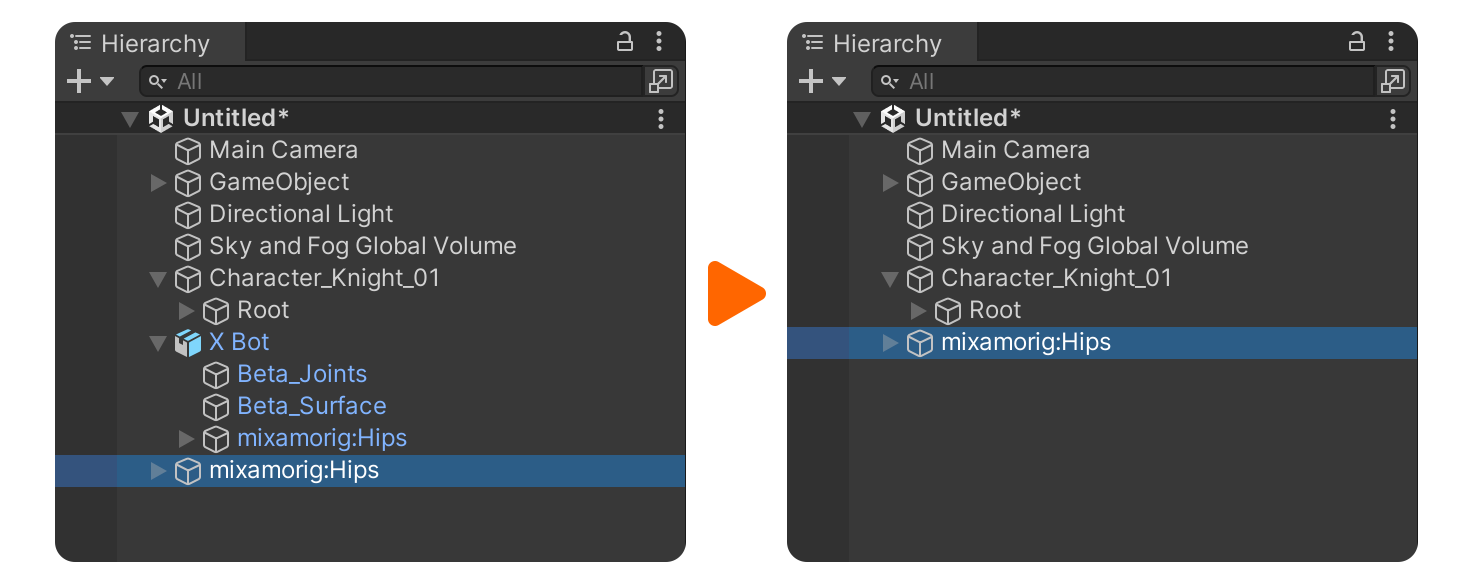 Hierarchy
All
Untitled*
Main Camera
GameObject
Directional Light
Sky and Fog Global Volume
Character_Knight_01
Root
X Bot
Beta_Joints
Beta_Surface
mixamorig:Hips
mixamorig:Hips
Hierarchy
All
Untitled*
Main Camera
GameObject
Directional Light
Sky and Fog Global Volume
Character_Knight_01
Root
mixamorig:Hips